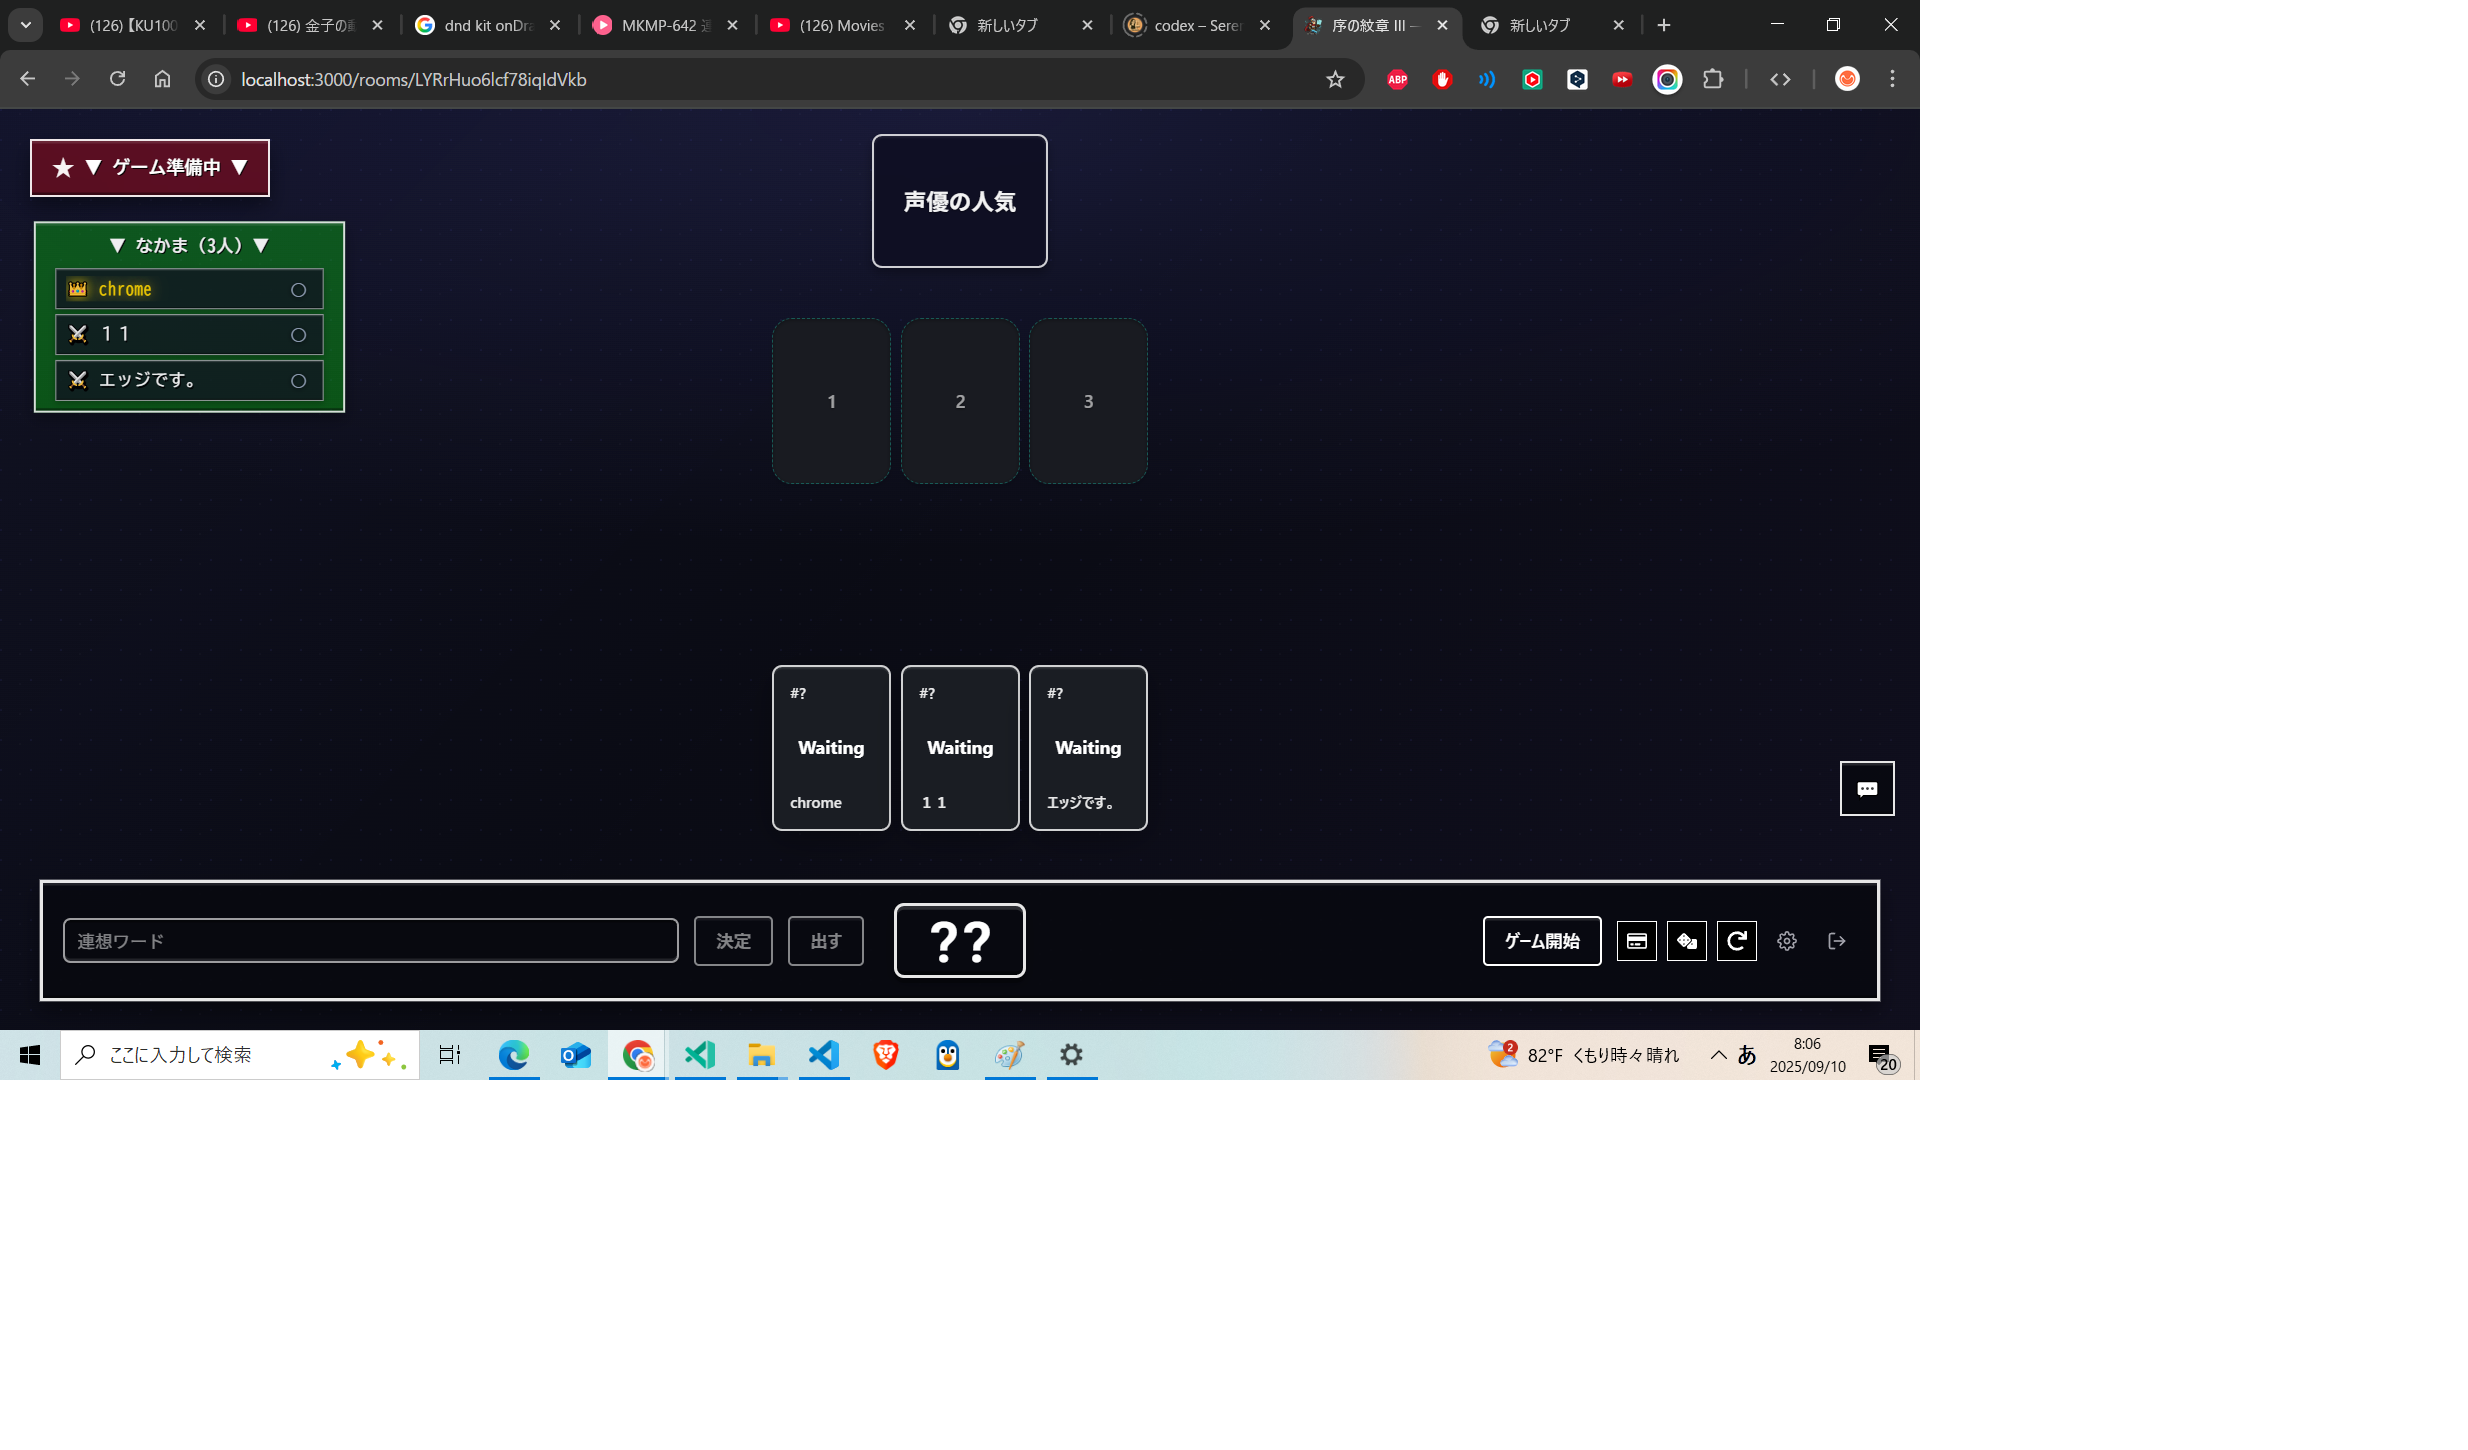 (126)【KU100
(126) 金子の
dnd kit onDra
MKMP-642
(126) Movies
新しいタブ
codex – Seren
序の紋章 III –
新しいタブ
localhost:3000/rooms/LYRrHuo6lcf78iqIdVkb
ABP
★ ▼ ゲーム準備中 ▼
声優の人気
▼ なかま（3人）▼
chrome
１１
エッジです。
1
2
3
#?
Waiting
chrome
#?
Waiting
１１
#?
Waiting
エッジです。
連想ワード
決定
出す
??
ゲーム開始
ここに入力して検索
2
82°F くもり時々晴れ
あ
8:06
2025/09/10
20